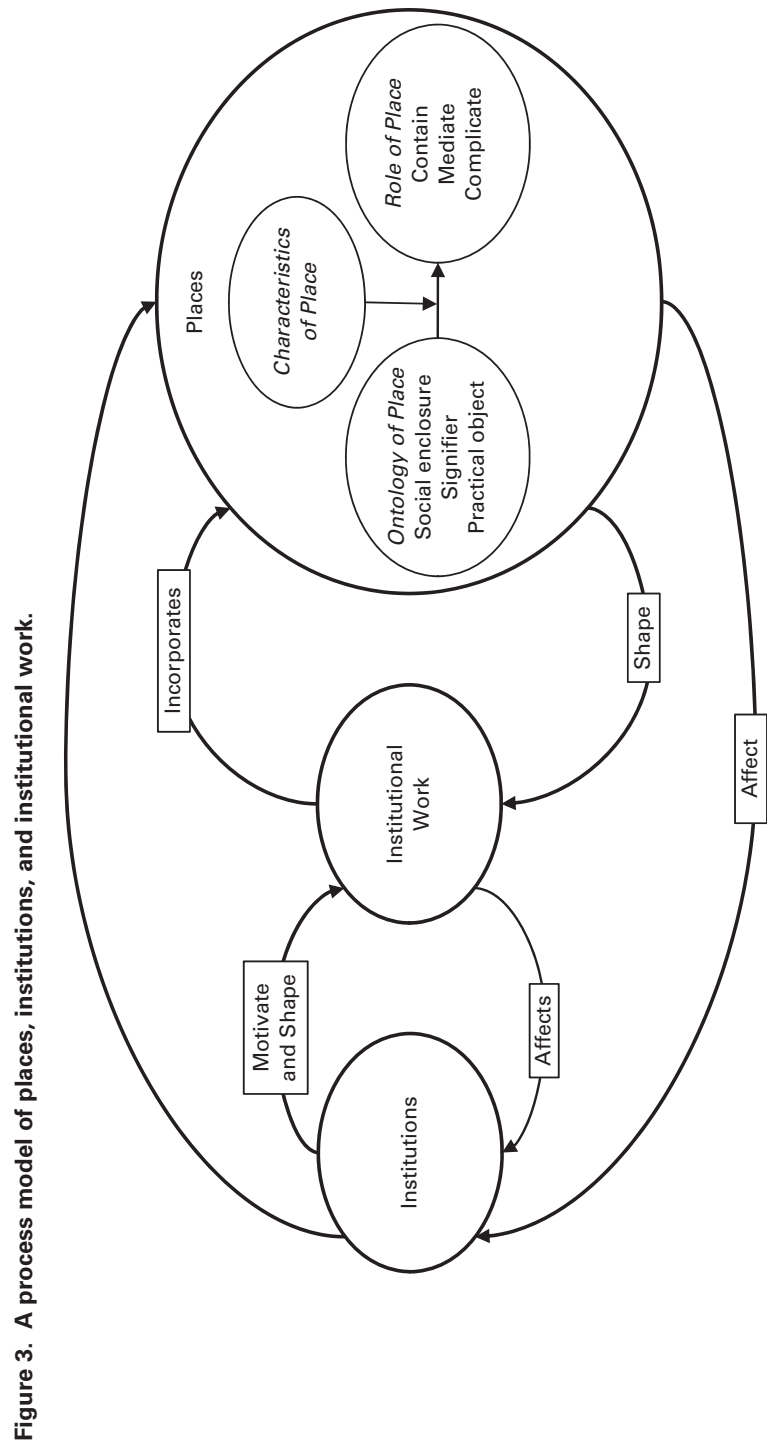 Figure 3. A process model of places, institutions, and institutional work.
Institutions
Motivate
and Shape
Affects
Institutional
Work
Incorporates
Shape
Affect
Places
Characteristics
of Place
Ontology of Place
Social enclosure
Signifier
Practical object
Role of Place
Contain
Mediate
Complicate